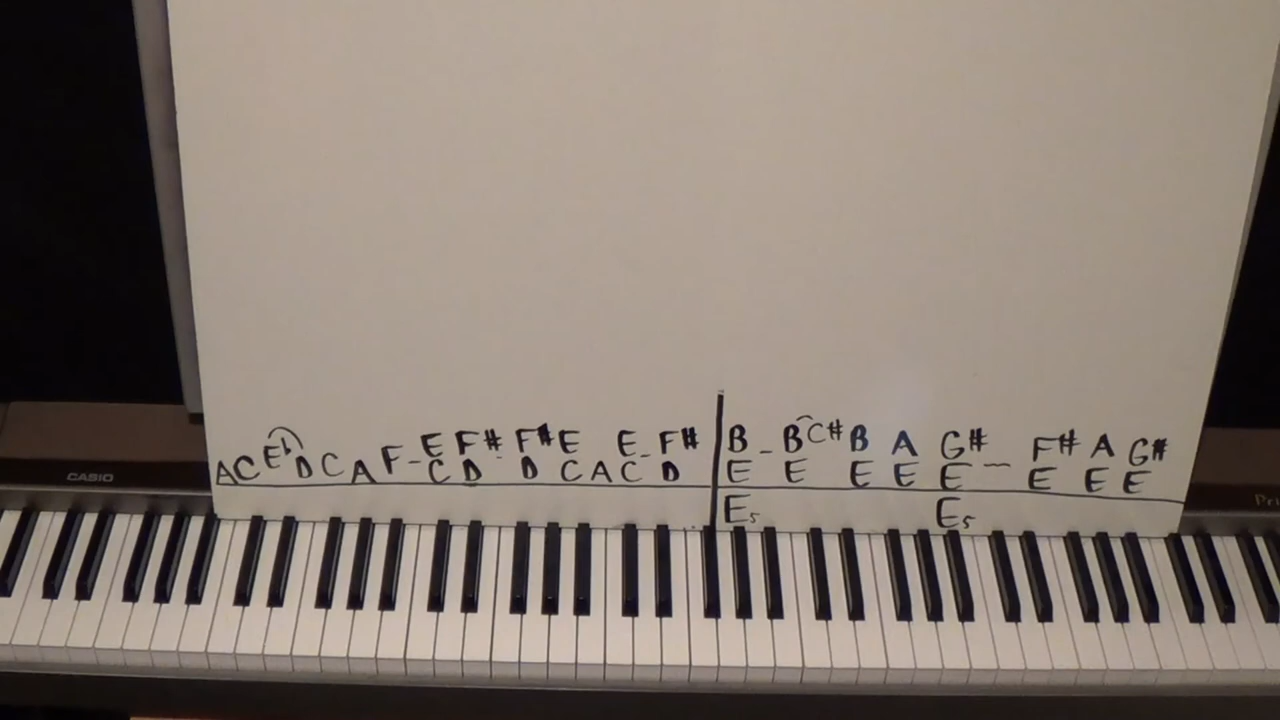 E F# F# E E F# B - B C# B A G# F# A G#
A C E♭ D C A F - C D - D C A C - D E E E E E — E E E
E5 E5
CASIO